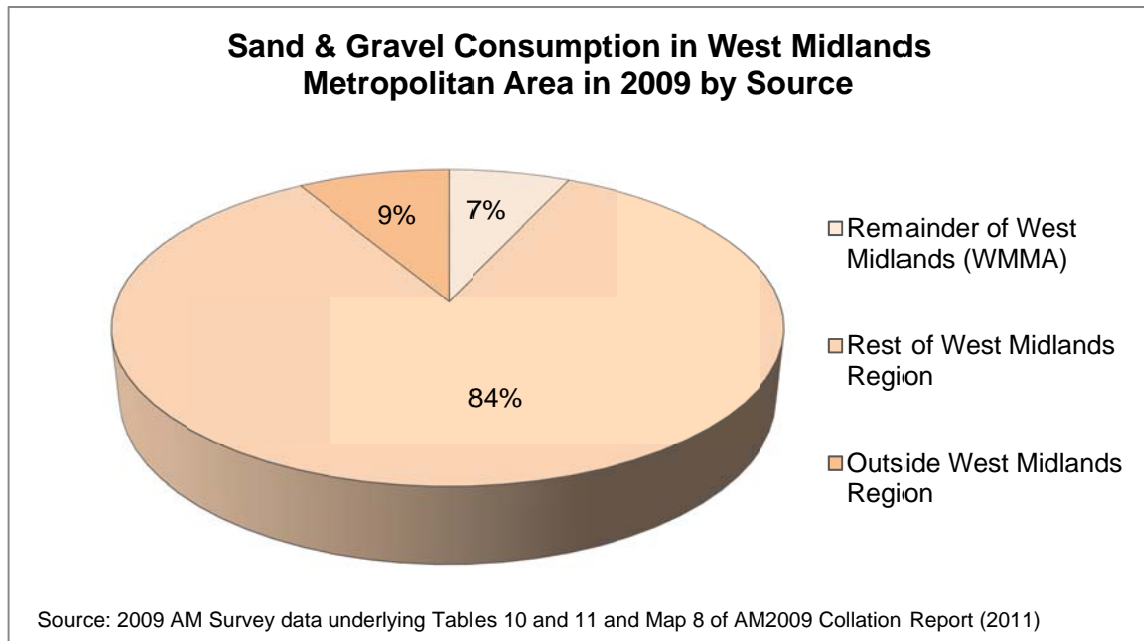 Sand & Gravel Consumption in West Midlands
Metropolitan Area in 2009 by Source
9%
7%
84%
Remainder of West
Midlands (WMMA)
Rest of West Midlands
Region
Outside West Midlands
Region
Source: 2009 AM Survey data underlying Tables 10 and 11 and Map 8 of AM2009 Collation Report (2011)